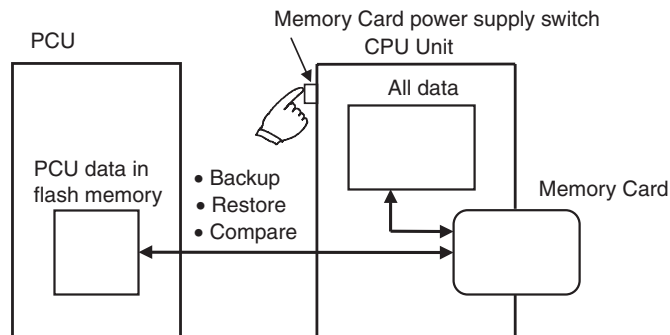 Memory Card power supply switch
PCU
CPU Unit
All data
PCU data in
flash memory
• Backup
• Restore
• Compare
Memory Card